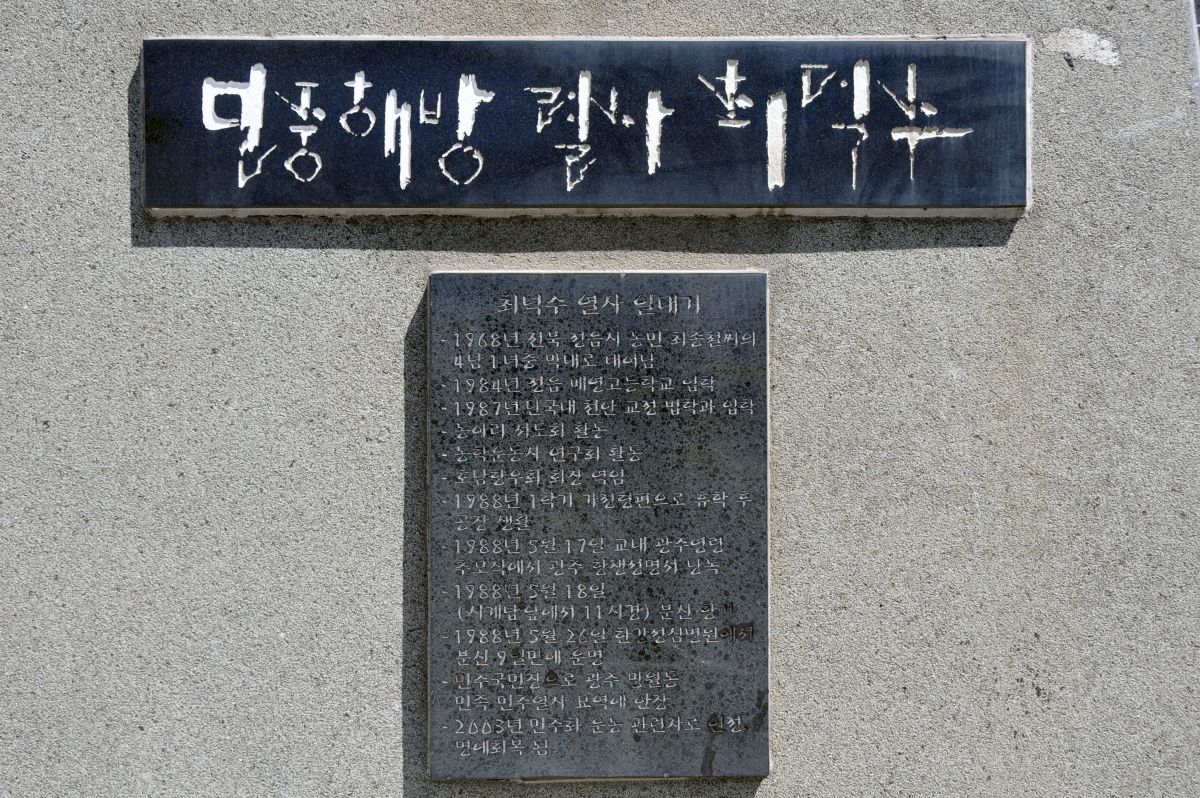 민중해방 열사 최덕수
최덕수 열사 일대기
- 1968년 전북 정읍시 농민 최종철씨의
4남 1녀중 막내로 태어남
- 1984년 정읍 배영고등학교 입학
- 1987년 단국대 천안 교정 법학과 입학
- 동아리 서도회 활동
- 동학운동사 연구회 활동
- 호남향우회 회장 역임
- 1988년 1학기 가정형편으로 휴학 후
공장 생활
- 1988년 5월 17일 교내 광주영령
추모식에서 광주 학생선명서 낭독
- 1988년 5월 18일
(시계탑 앞에서 11시경) 분신 항거
- 1988년 5월 26일 한강성심병원에서
분신 9일만에 운명
- 민주국민장으로 광주 망월동
민족 민주열사 묘역에 안장
- 2003년 민주화 운동 관련자로 인정,
명예회복 됨